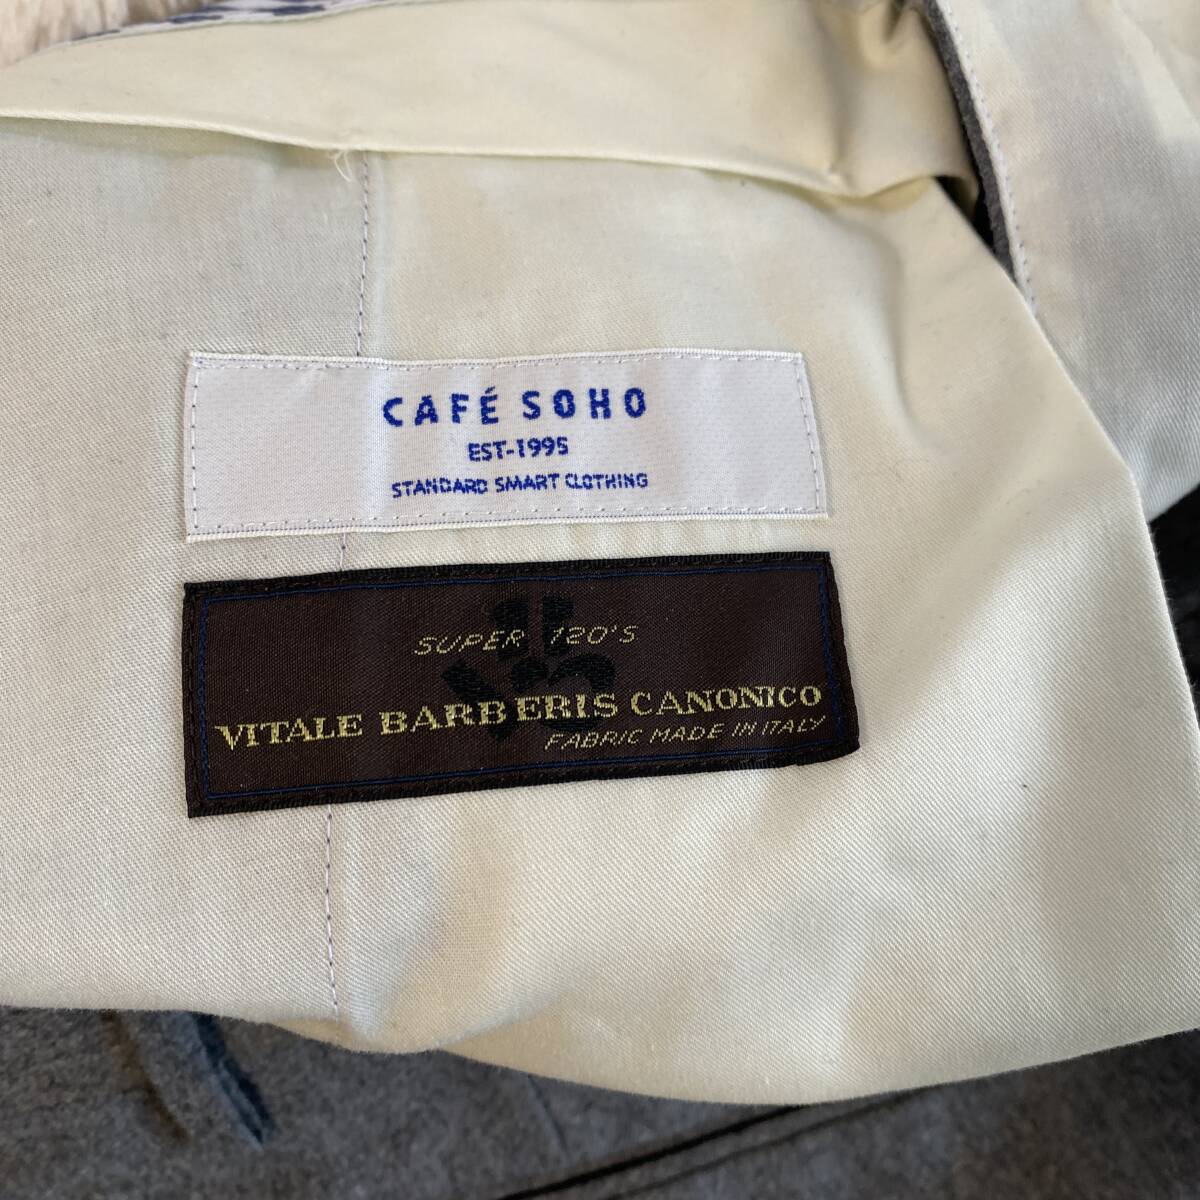 CAFÉ SOHO
EST-1995
STANDARD SMART CLOTHING
SUPER 120'S
VITALE BARBERIS CANONICO
FABRIC MADE IN ITALY